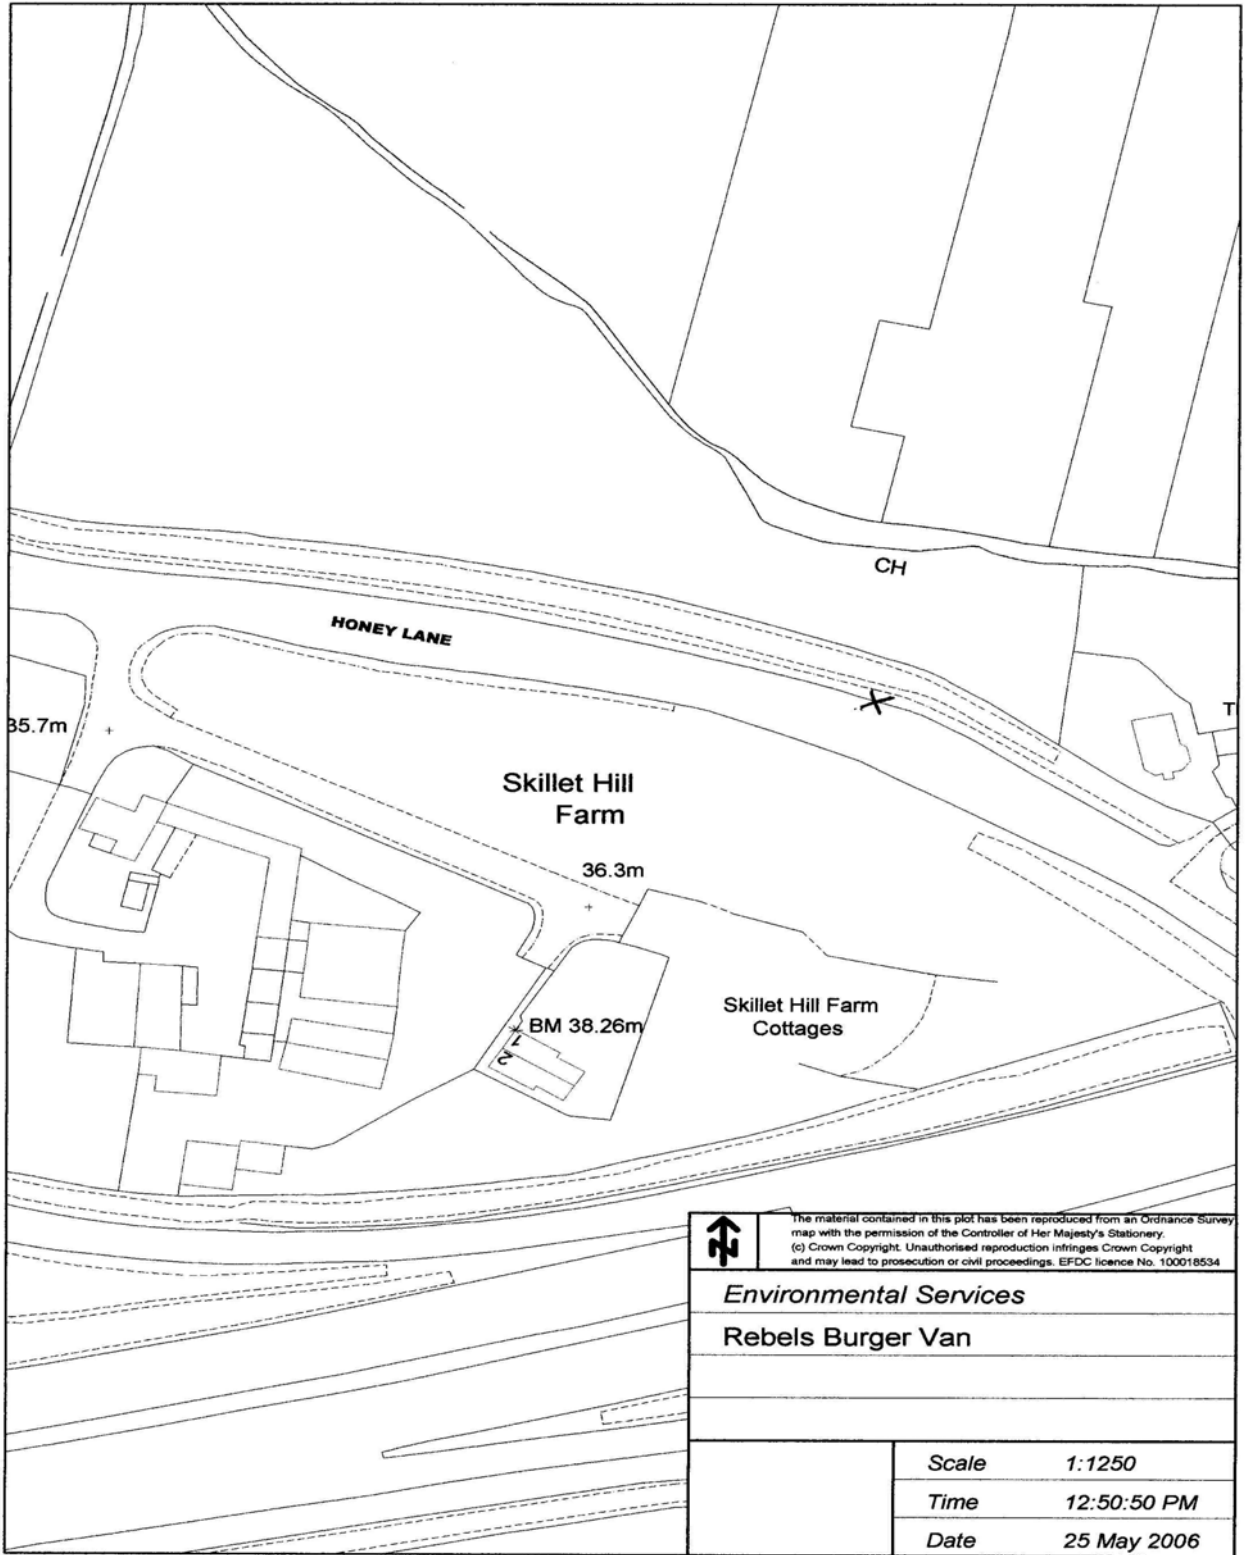 CH
HONEY LANE
35.7m
T
Skillet Hill
Farm
36.3m
Skillet Hill Farm
Cottages
BM 38.26m
1
2
N
The material contained in this plot has been reproduced from an Ordnance Survey
map with the permission of the Controller of Her Majesty's Stationery.
(c) Crown Copyright. Unauthorised reproduction infringes Crown Copyright
and may lead to prosecution or civil proceedings. EFDC licence No. 100018534
Environmental Services
Rebels Burger Van
Scale 1:1250
Time 12:50:50 PM
Date 25 May 2006